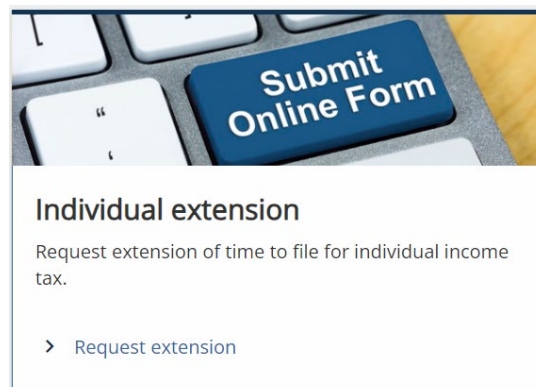 [
Submit
Online Form
“
‘
Individual extension
Request extension of time to file for individual income
tax.
Request extension